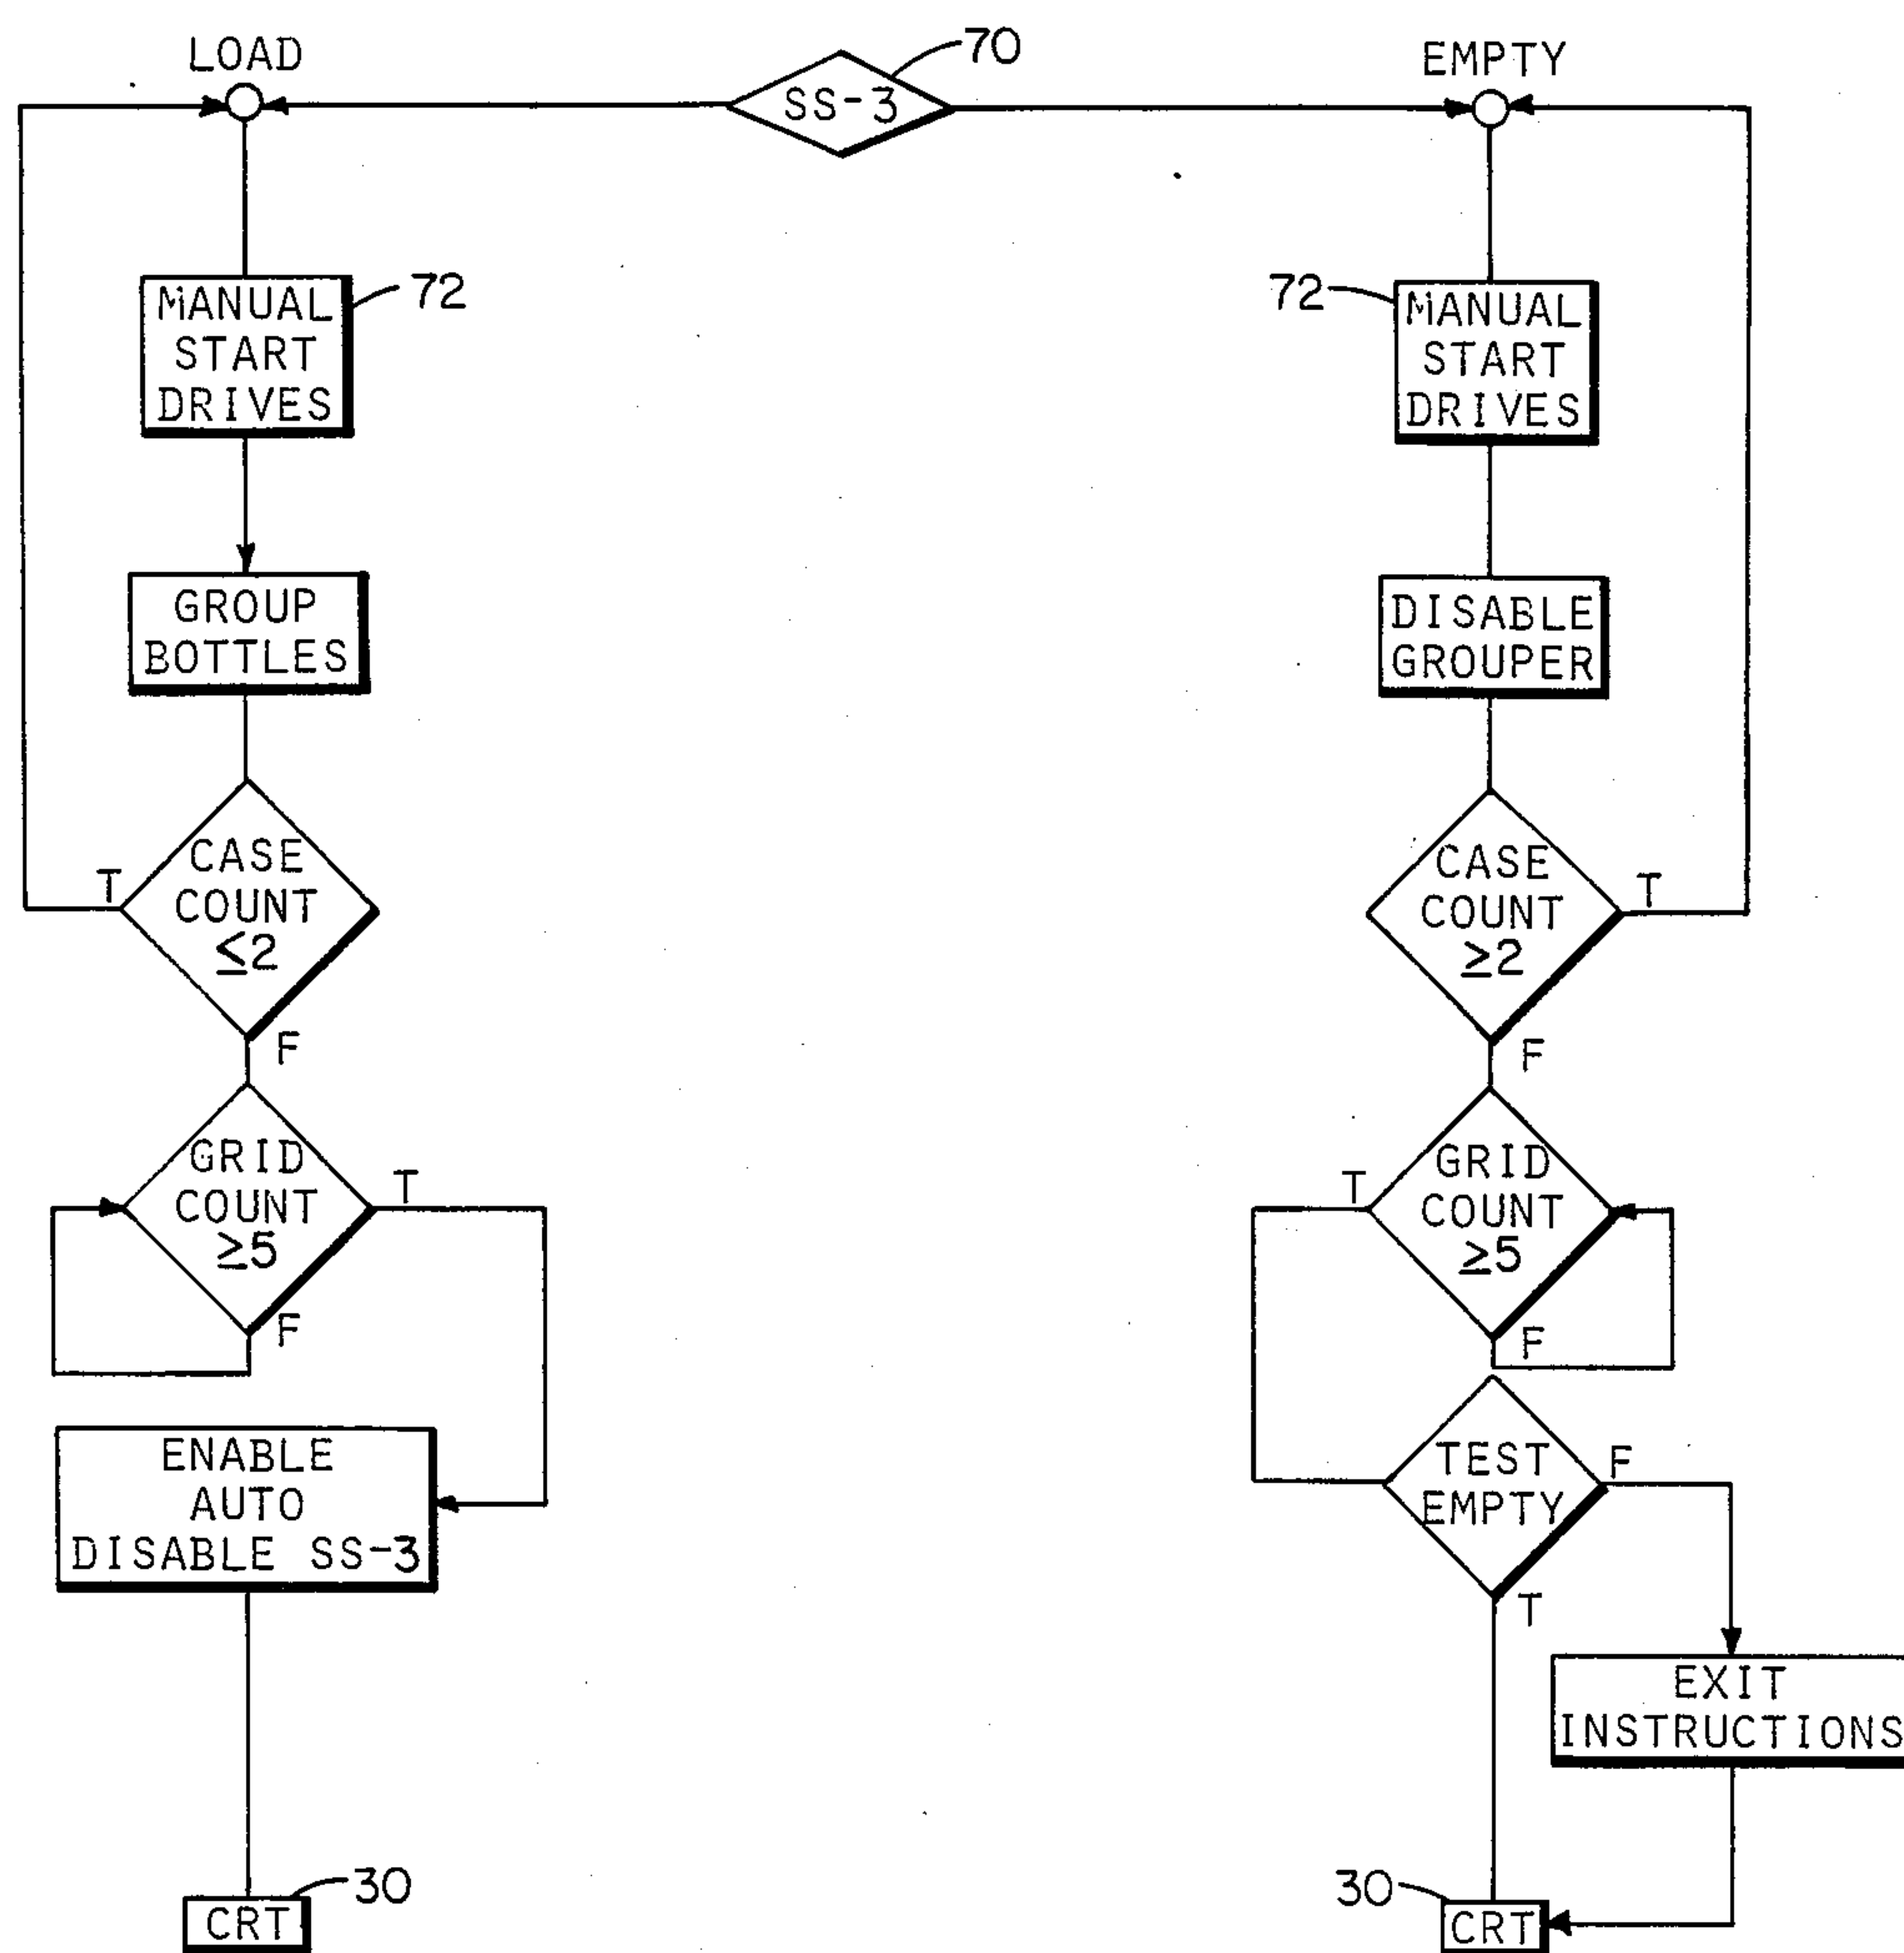 LOAD
SS-3
70
EMPTY
MANUAL
START
DRIVES
72
GROUP
BOTTLES
CASE
COUNT
≤2
T
F
GRID
COUNT
≥5
T
F
ENABLE
AUTO
DISABLE SS-3
CRT
30
72
MANUAL
START
DRIVES
DISABLE
GROUPER
CASE
COUNT
≥2
T
F
GRID
COUNT
≥5
T
F
TEST
EMPTY
F
T
EXIT
INSTRUCTIONS
30
CRT